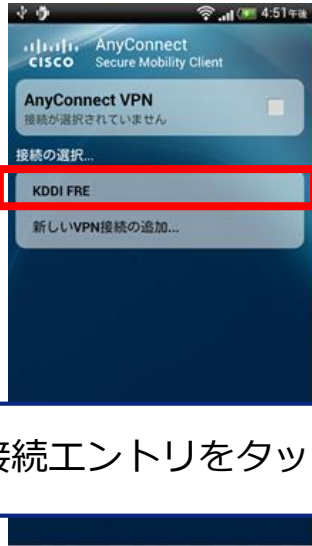 4:51午後
AnyConnect
CISCO Secure Mobility Client
AnyConnect VPN
接続が選択されていません
接続の選択...
KDDI FRE
新しいVPN接続の追加...
接続エントリをタッ